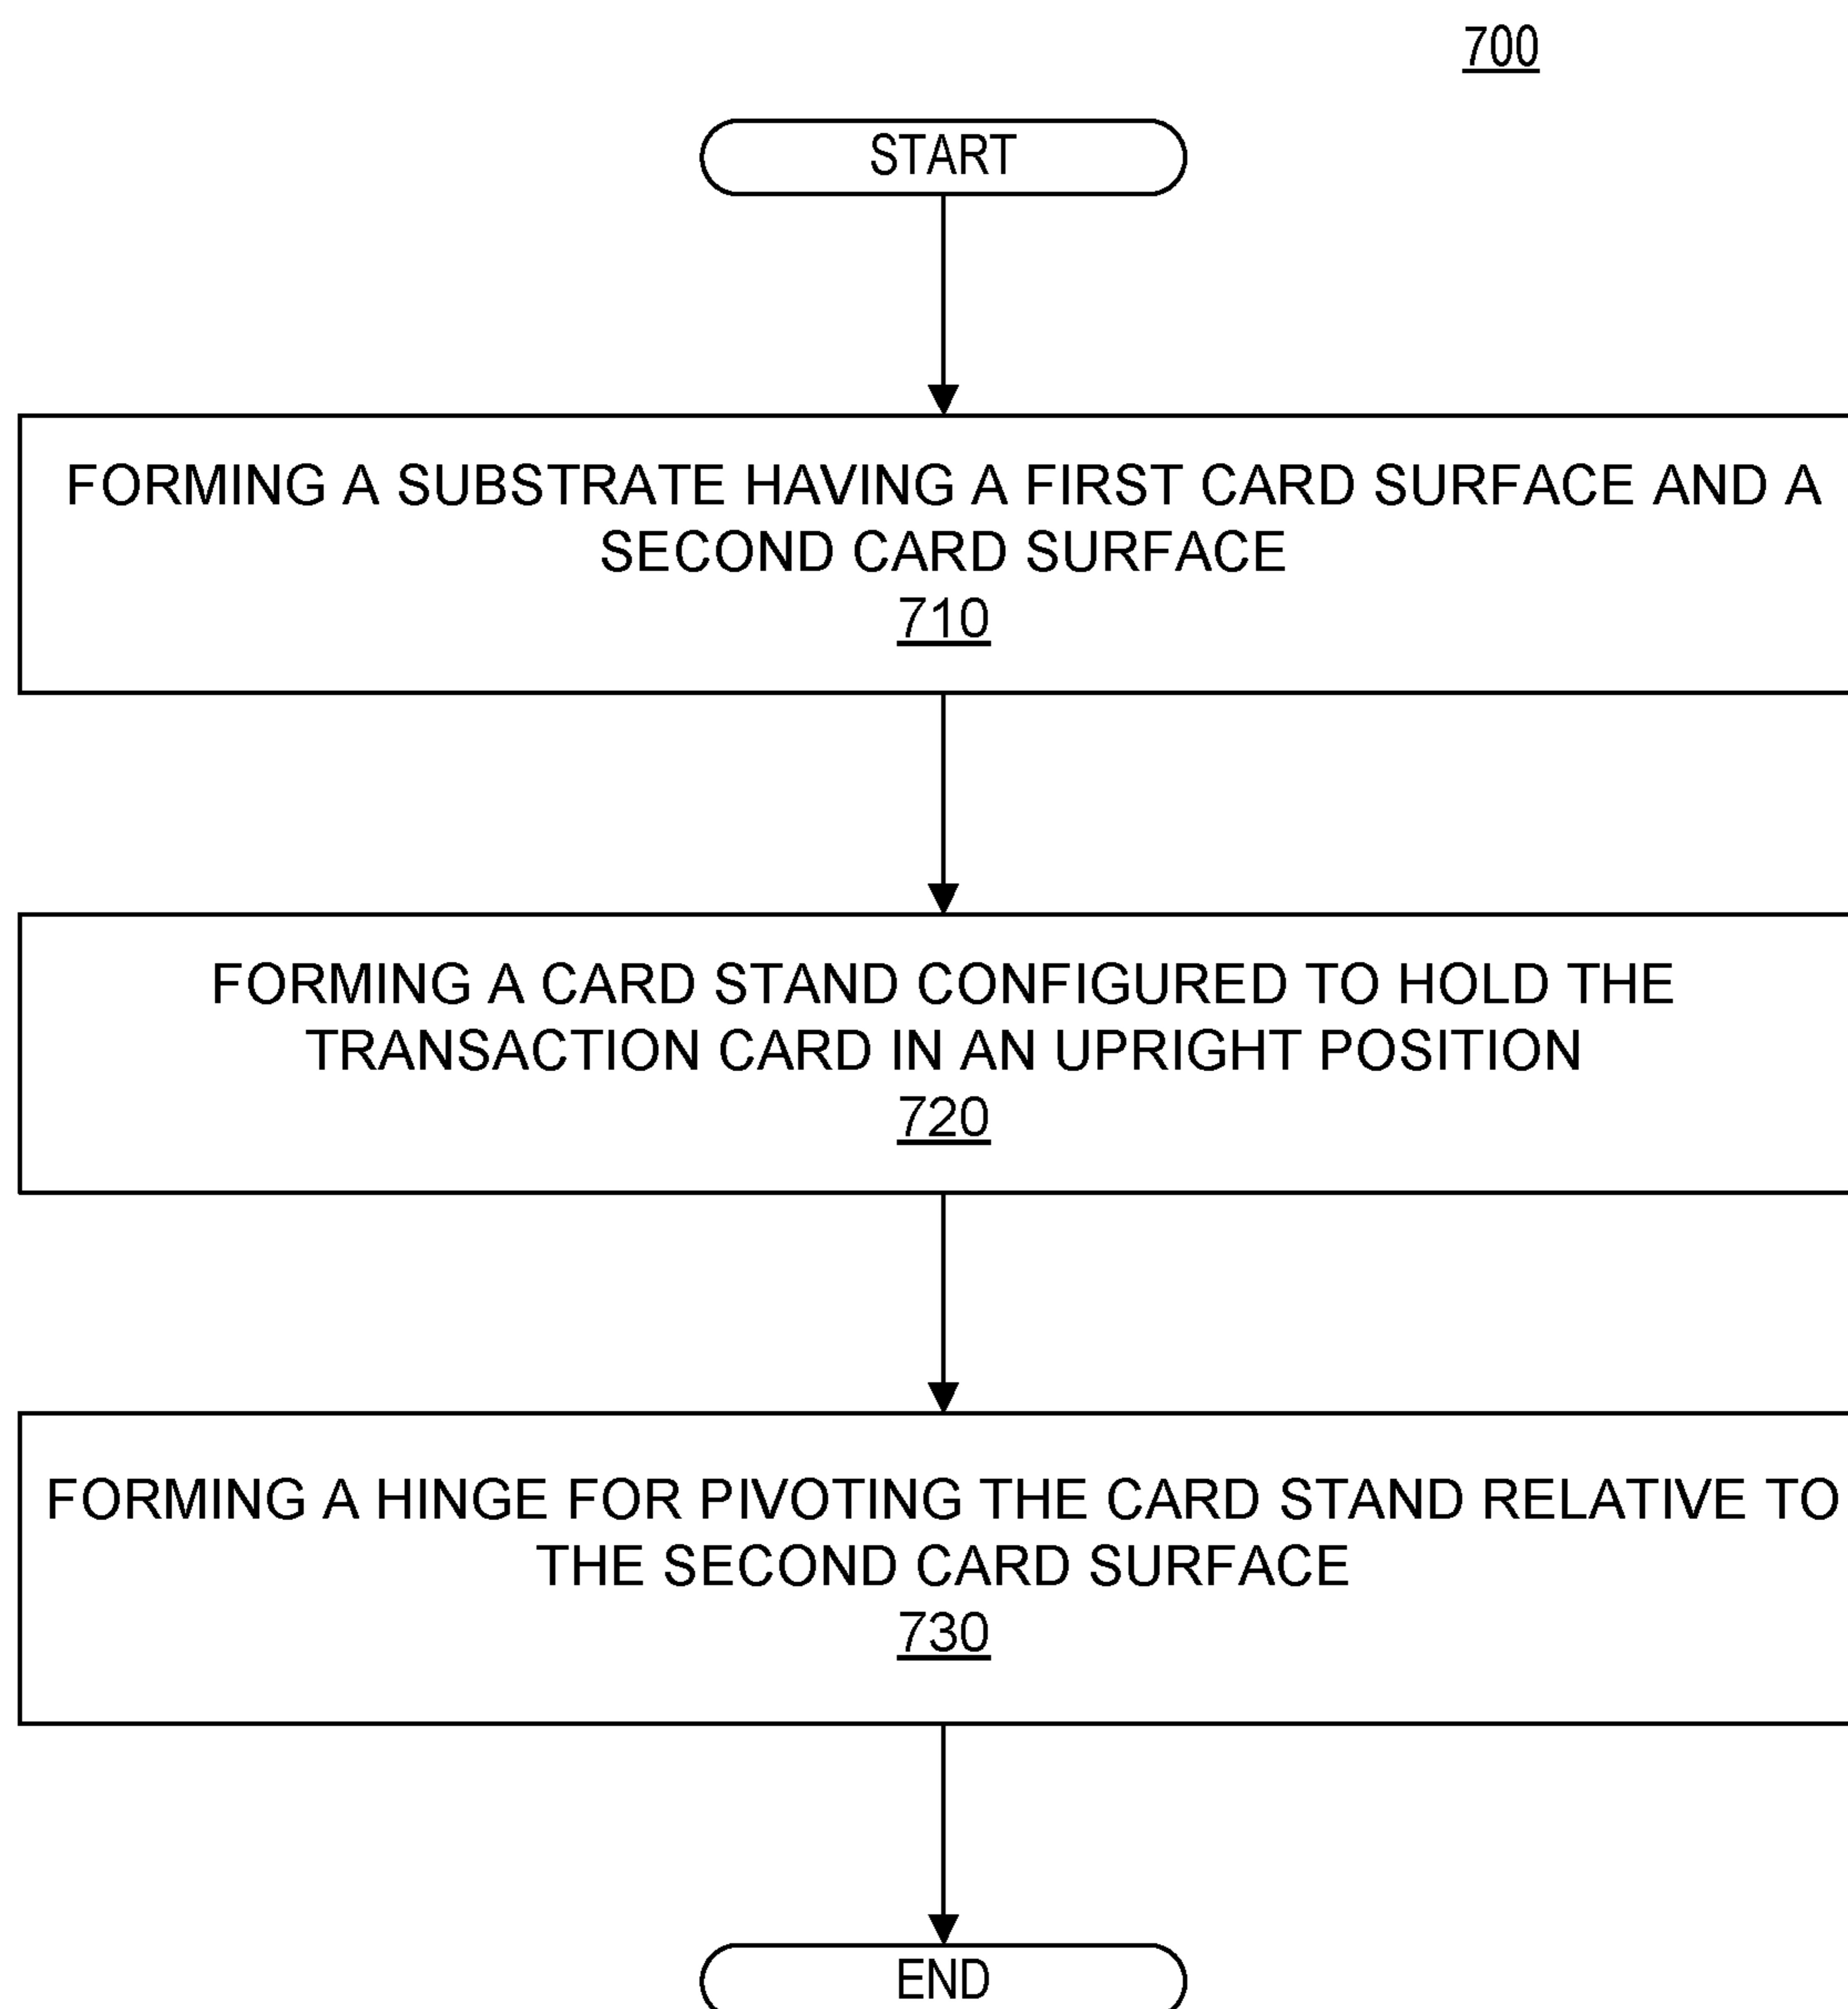 700
START
FORMING A SUBSTRATE HAVING A FIRST CARD SURFACE AND A
SECOND CARD SURFACE
710
FORMING A CARD STAND CONFIGURED TO HOLD THE
TRANSACTION CARD IN AN UPRIGHT POSITION
720
FORMING A HINGE FOR PIVOTING THE CARD STAND RELATIVE TO
THE SECOND CARD SURFACE
730
END